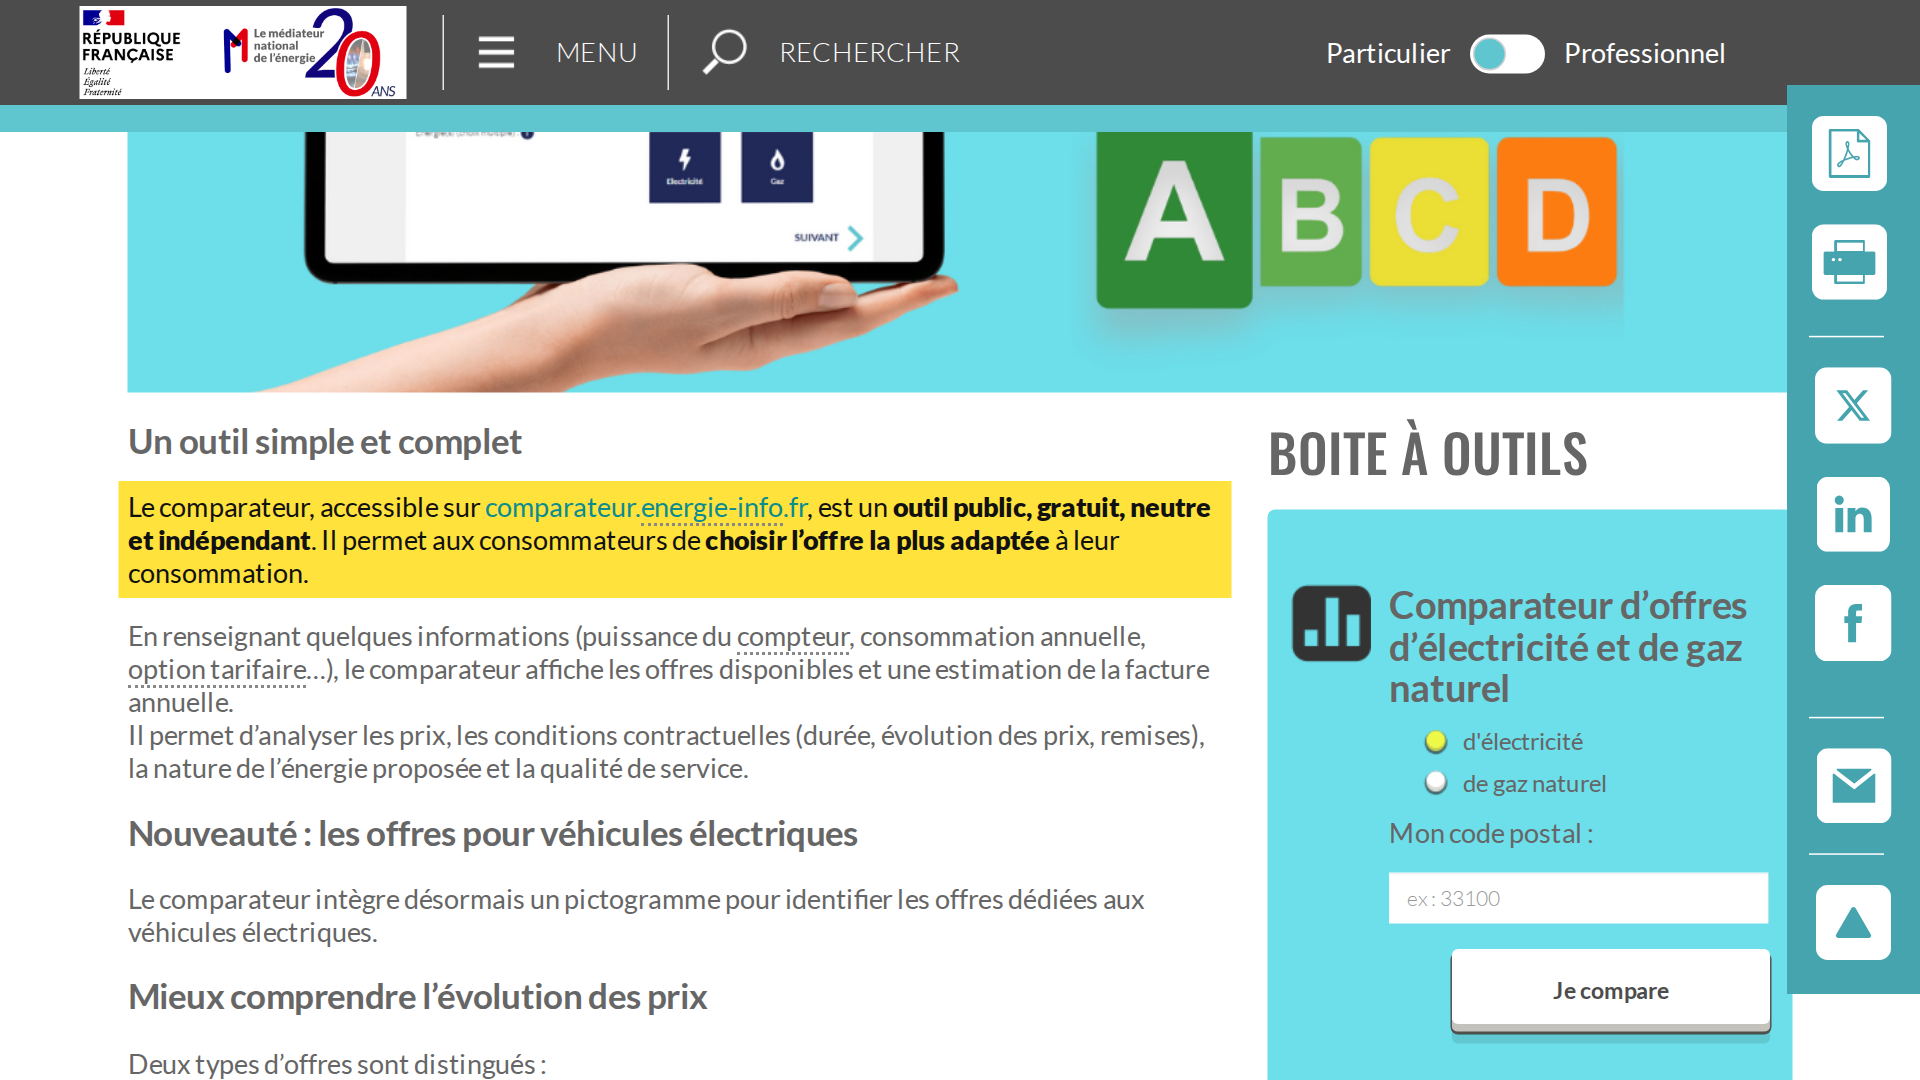 RÉPUBLIQUE
FRANÇAISE
Liberté
Égalité
Fraternité
Le médiateur
national
de l'énergie
20
ANS
MENU
RECHERCHER
Particulier
Professionnel
Electricité
Gaz
SUIVANT
A B C D
Un outil simple et complet
Le comparateur, accessible sur comparateur.energie-info.fr, est un outil public, gratuit, neutre
et indépendant. Il permet aux consommateurs de choisir l’offre la plus adaptée à leur
consommation.
En renseignant quelques informations (puissance du compteur, consommation annuelle,
option tarifaire…), le comparateur affiche les offres disponibles et une estimation de la facture
annuelle.
Il permet d’analyser les prix, les conditions contractuelles (durée, évolution des prix, remises),
la nature de l’énergie proposée et la qualité de service.
Nouveauté : les offres pour véhicules électriques
Le comparateur intègre désormais un pictogramme pour identifier les offres dédiées aux
véhicules électriques.
Mieux comprendre l’évolution des prix
Deux types d’offres sont distingués :
BOITE À OUTILS
Comparateur d’offres
d’électricité et de gaz
naturel
d'électricité
de gaz naturel
Mon code postal :
ex : 33100
Je compare